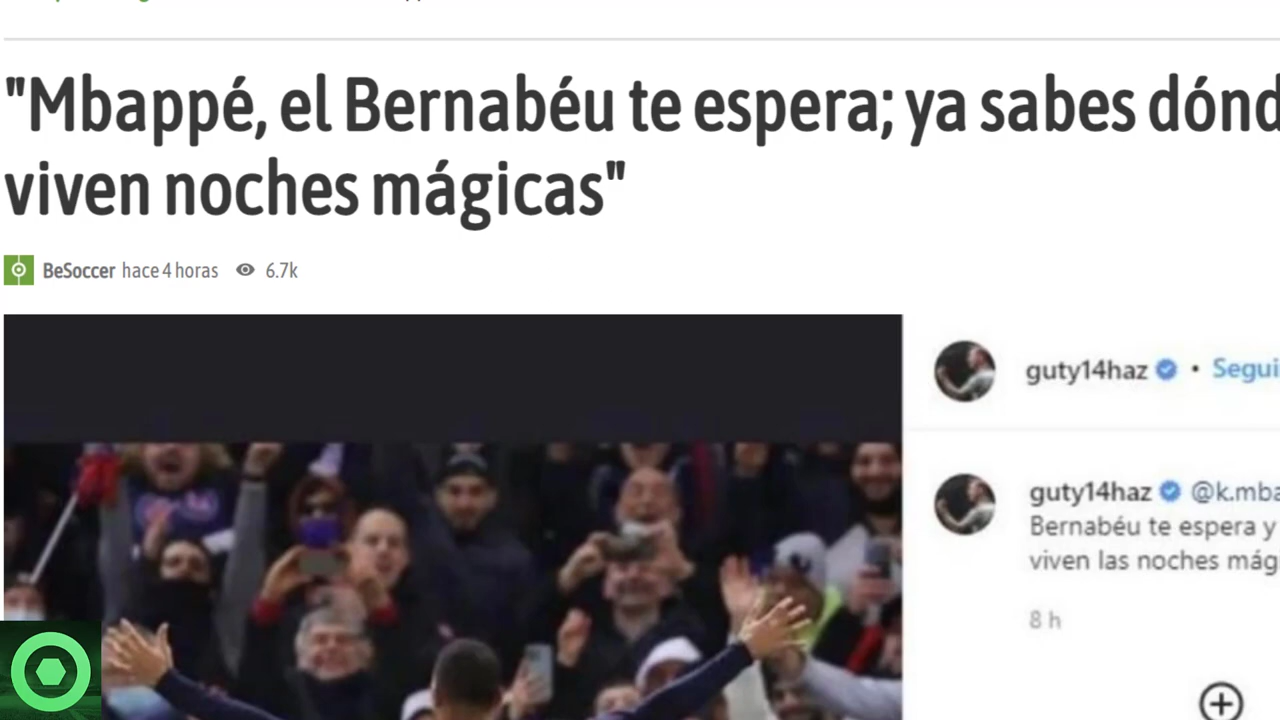 "Mbappé, el Bernabéu te espera; ya sabes dónd
viven noches mágicas"
BeSoccer hace 4 horas 6.7k
guty14haz • Segui
guty14haz @k.mba
Bernabéu te espera y
viven las noches mág
8 h